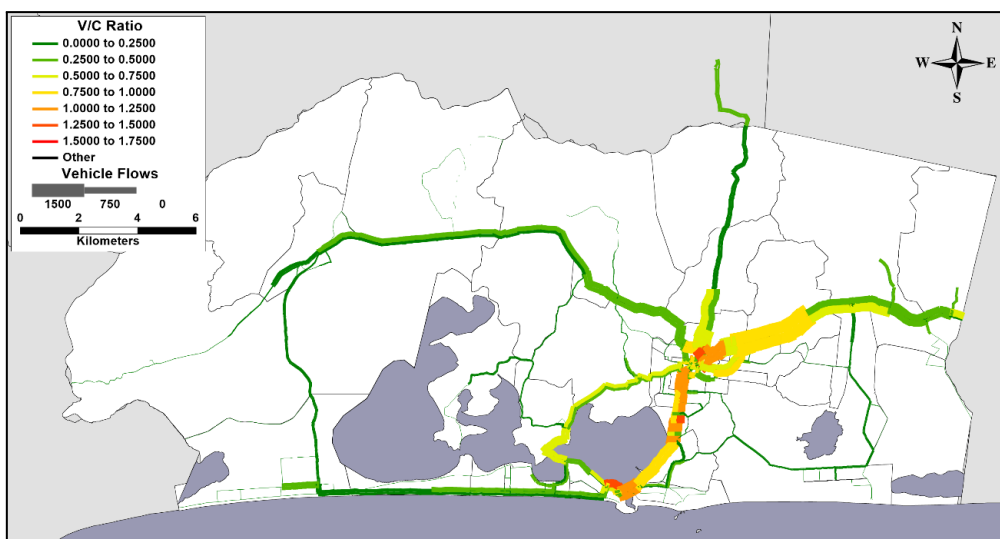 V/C Ratio
0.0000 to 0.2500
0.2500 to 0.5000
0.5000 to 0.7500
0.7500 to 1.0000
1.0000 to 1.2500
1.2500 to 1.5000
1.5000 to 1.7500
Other
Vehicle Flows
1500 750 0
0 2 4 6
Kilometers
N
W E
S